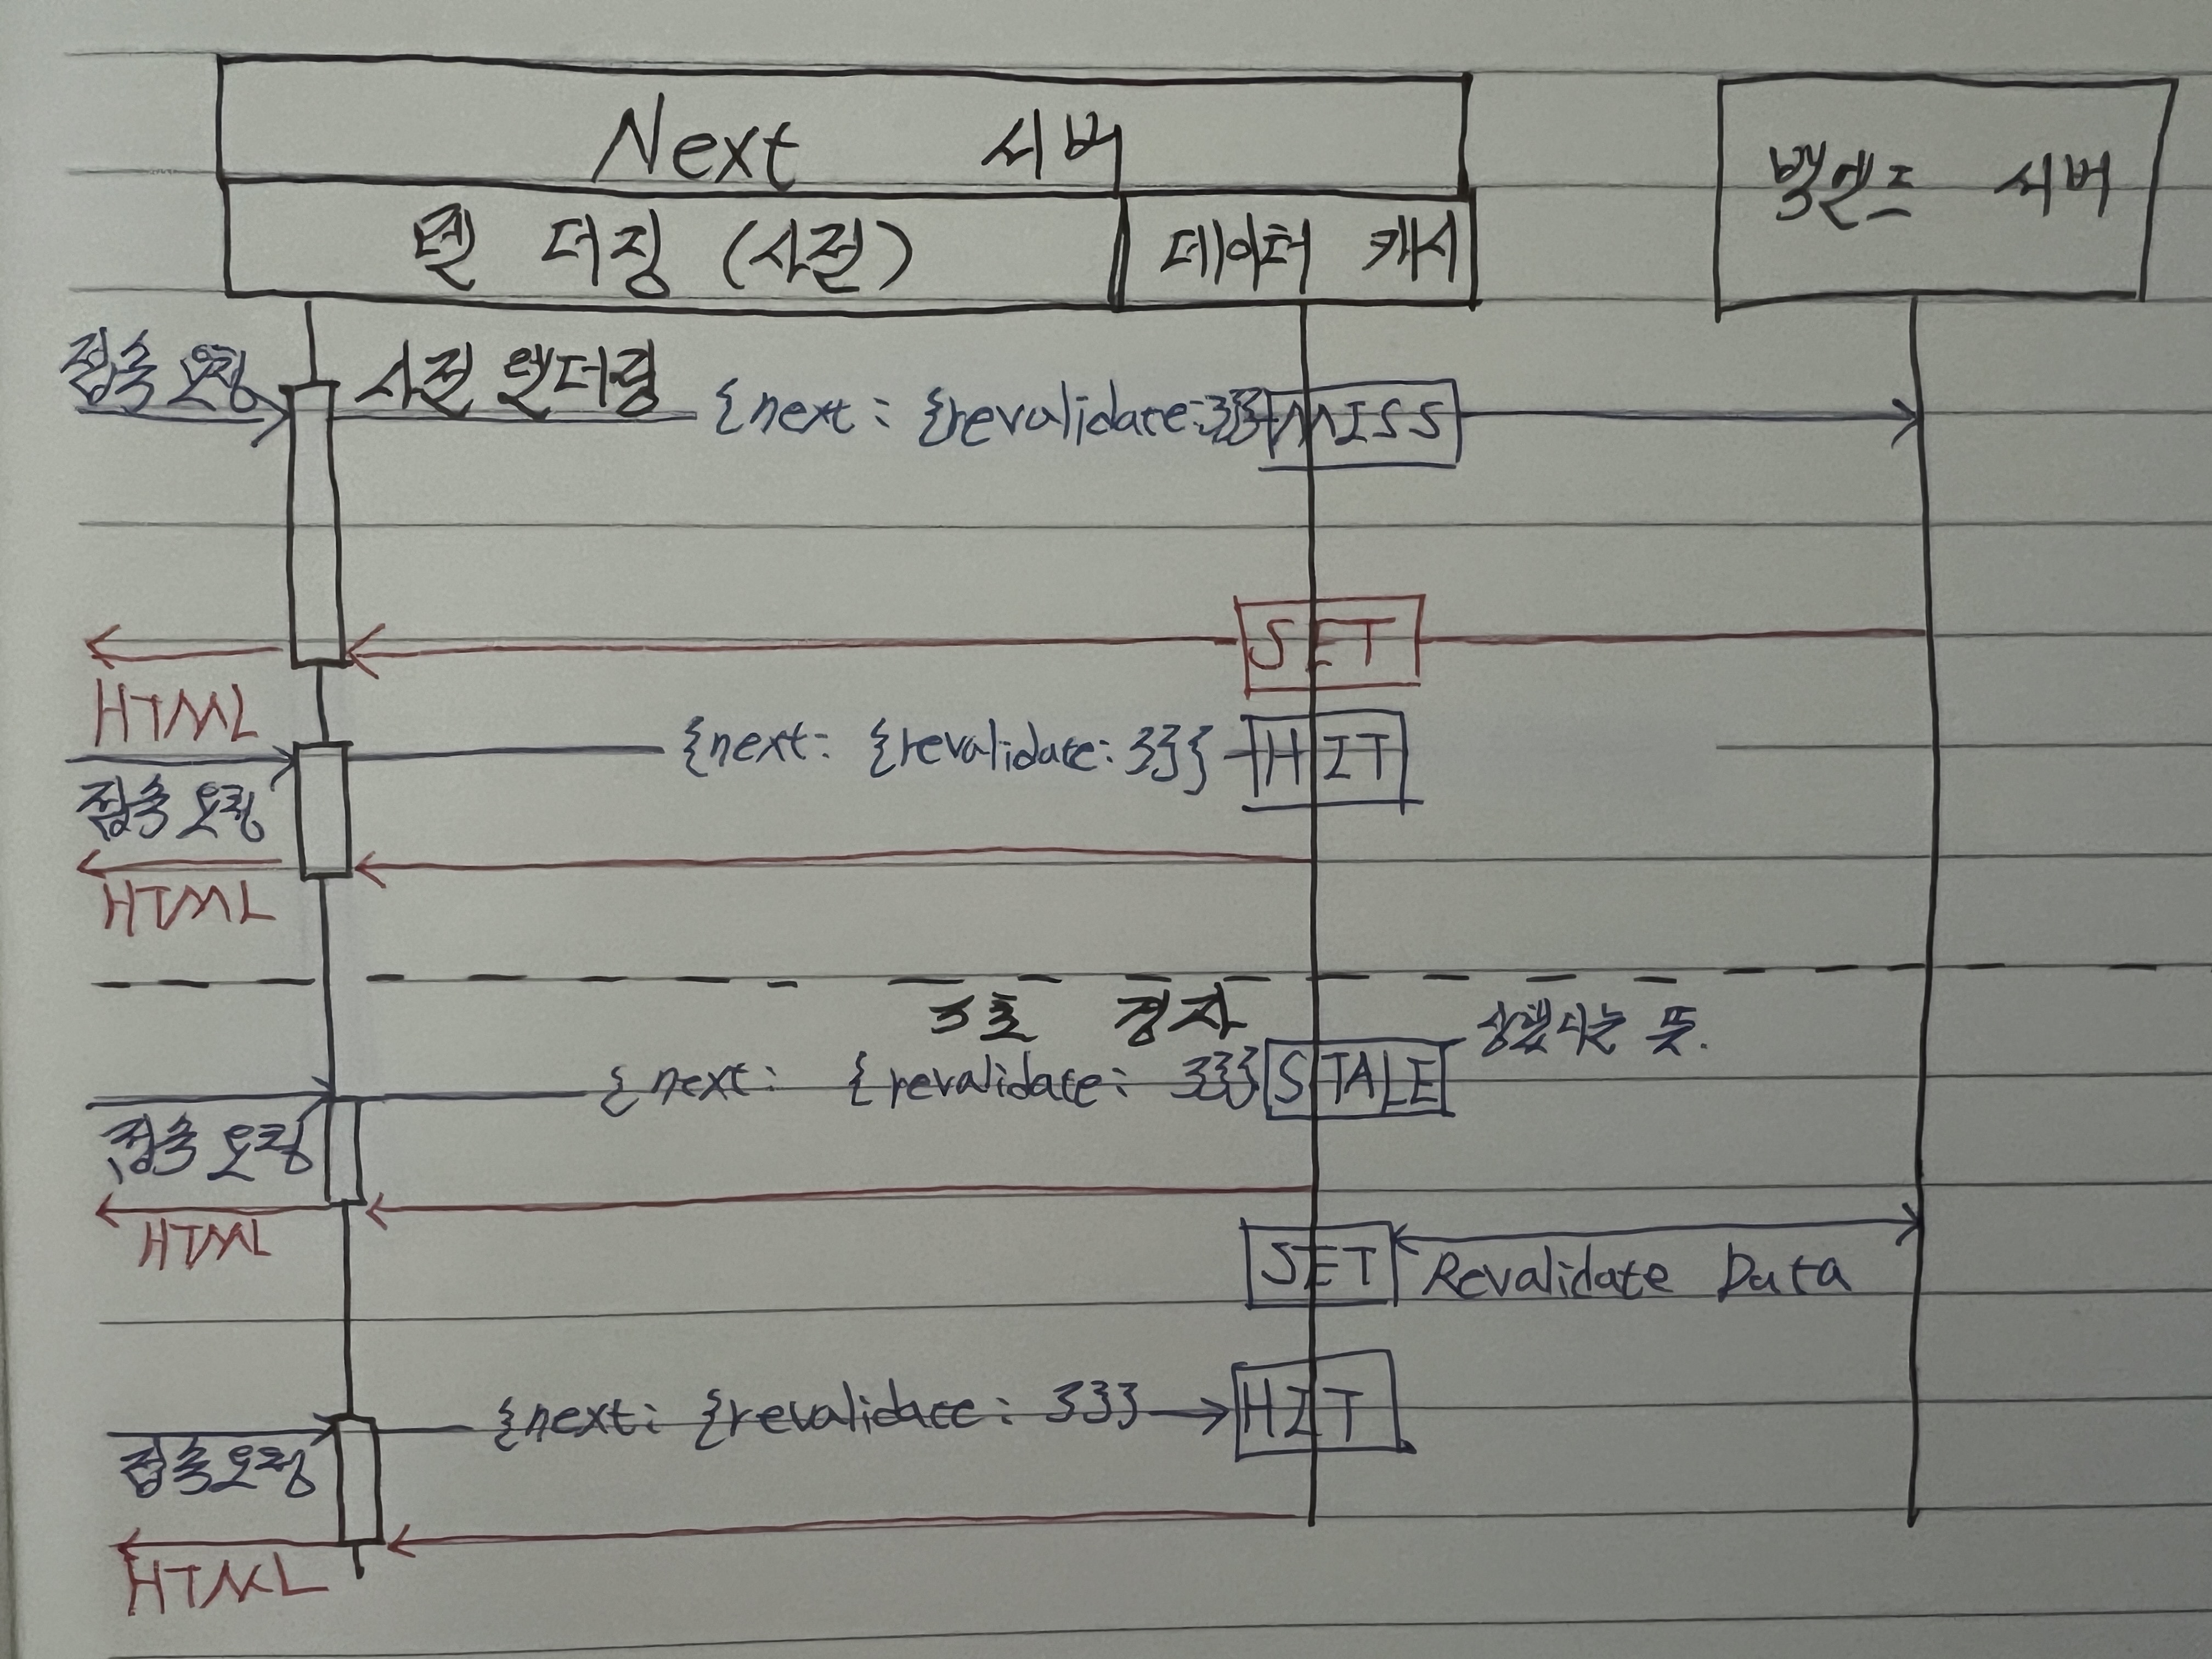 Next 서버
백엔드 서버
렌더링 (사전)
데이터 캐시
접속 요청
사전 렌더링
{next: {revalidate:3}}
MISS
SET
HTML
{next: {revalidate: 3}}
HIT
접속 요청
HTML
3초 경과
상했다는 뜻.
{next: {revalidate: 3}}
STALE
접속 요청
HTML
SET
Revalidate Data
{next: {revalidate: 3}}
HIT
접속 요청
HTML